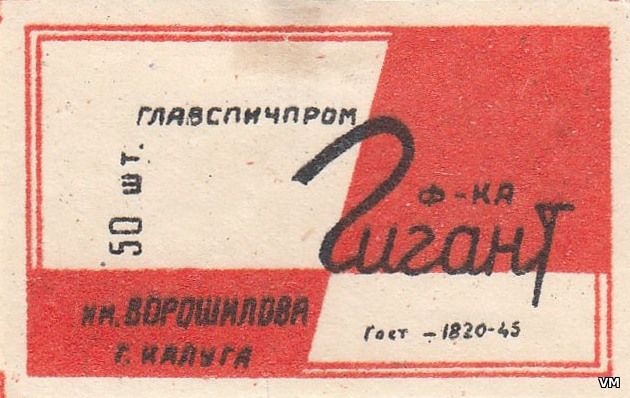 ГЛАВСПИЧПРОМ
50 ШТ.
Ф-КА
Гигант
ИМ. ВОРОШИЛОВА
Г. КАЛУГА
Гост - 1820-45
VM